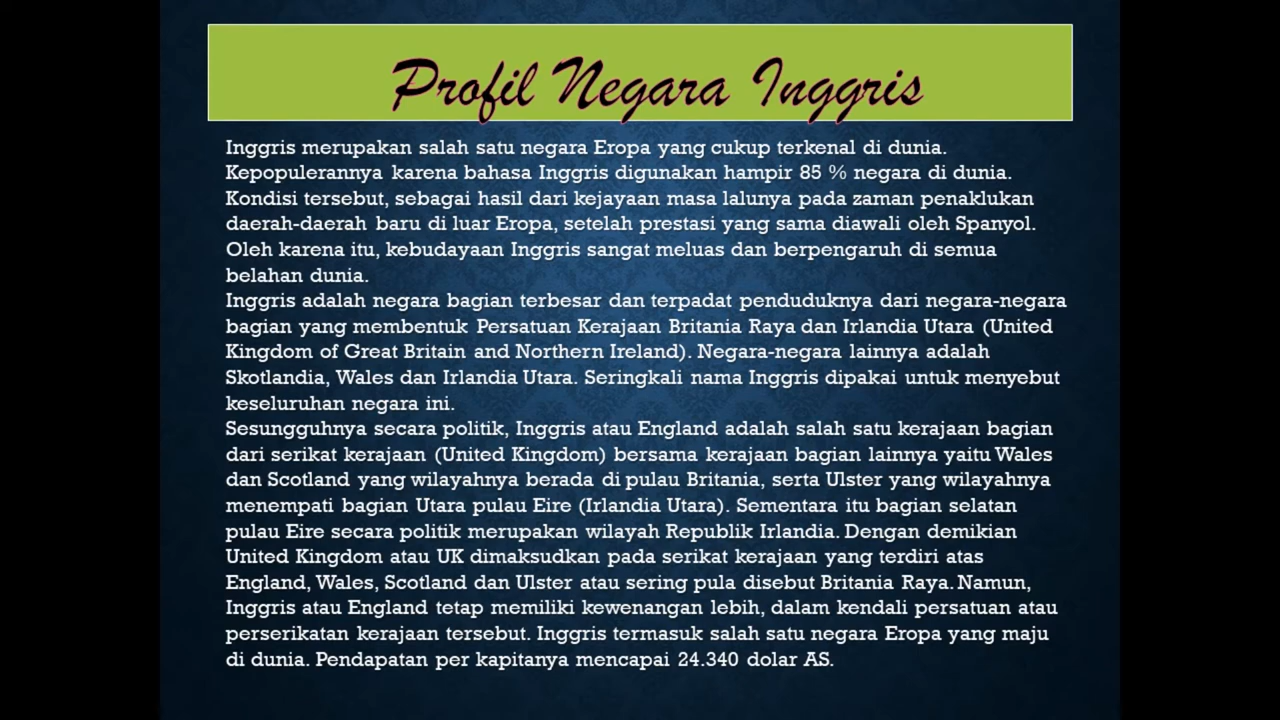 Profil Negara Inggris
Inggris merupakan salah satu negara Eropa yang cukup terkenal di dunia.
Kepopulerannya karena bahasa Inggris digunakan hampir 85 % negara di dunia.
Kondisi tersebut, sebagai hasil dari kejayaan masa lalunya pada zaman penaklukan
daerah-daerah baru di luar Eropa, setelah prestasi yang sama diawali oleh Spanyol.
Oleh karena itu, kebudayaan Inggris sangat meluas dan berpengaruh di semua
belahan dunia.
Inggris adalah negara bagian terbesar dan terpadat penduduknya dari negara-negara
bagian yang membentuk Persatuan Kerajaan Britania Raya dan Irlandia Utara (United
Kingdom of Great Britain and Northern Ireland). Negara-negara lainnya adalah
Skotlandia, Wales dan Irlandia Utara. Seringkali nama Inggris dipakai untuk menyebut
keseluruhan negara ini.
Sesungguhnya secara politik, Inggris atau England adalah salah satu kerajaan bagian
dari serikat kerajaan (United Kingdom) bersama kerajaan bagian lainnya yaitu Wales
dan Scotland yang wilayahnya berada di pulau Britania, serta Ulster yang wilayahnya
menempati bagian Utara pulau Eire (Irlandia Utara). Sementara itu bagian selatan
pulau Eire secara politik merupakan wilayah Republik Irlandia. Dengan demikian
United Kingdom atau UK dimaksudkan pada serikat kerajaan yang terdiri atas
England, Wales, Scotland dan Ulster atau sering pula disebut Britania Raya. Namun,
Inggris atau England tetap memiliki kewenangan lebih, dalam kendali persatuan atau
perserikatan kerajaan tersebut. Inggris termasuk salah satu negara Eropa yang maju
di dunia. Pendapatan per kapitanya mencapai 24.340 dolar AS.